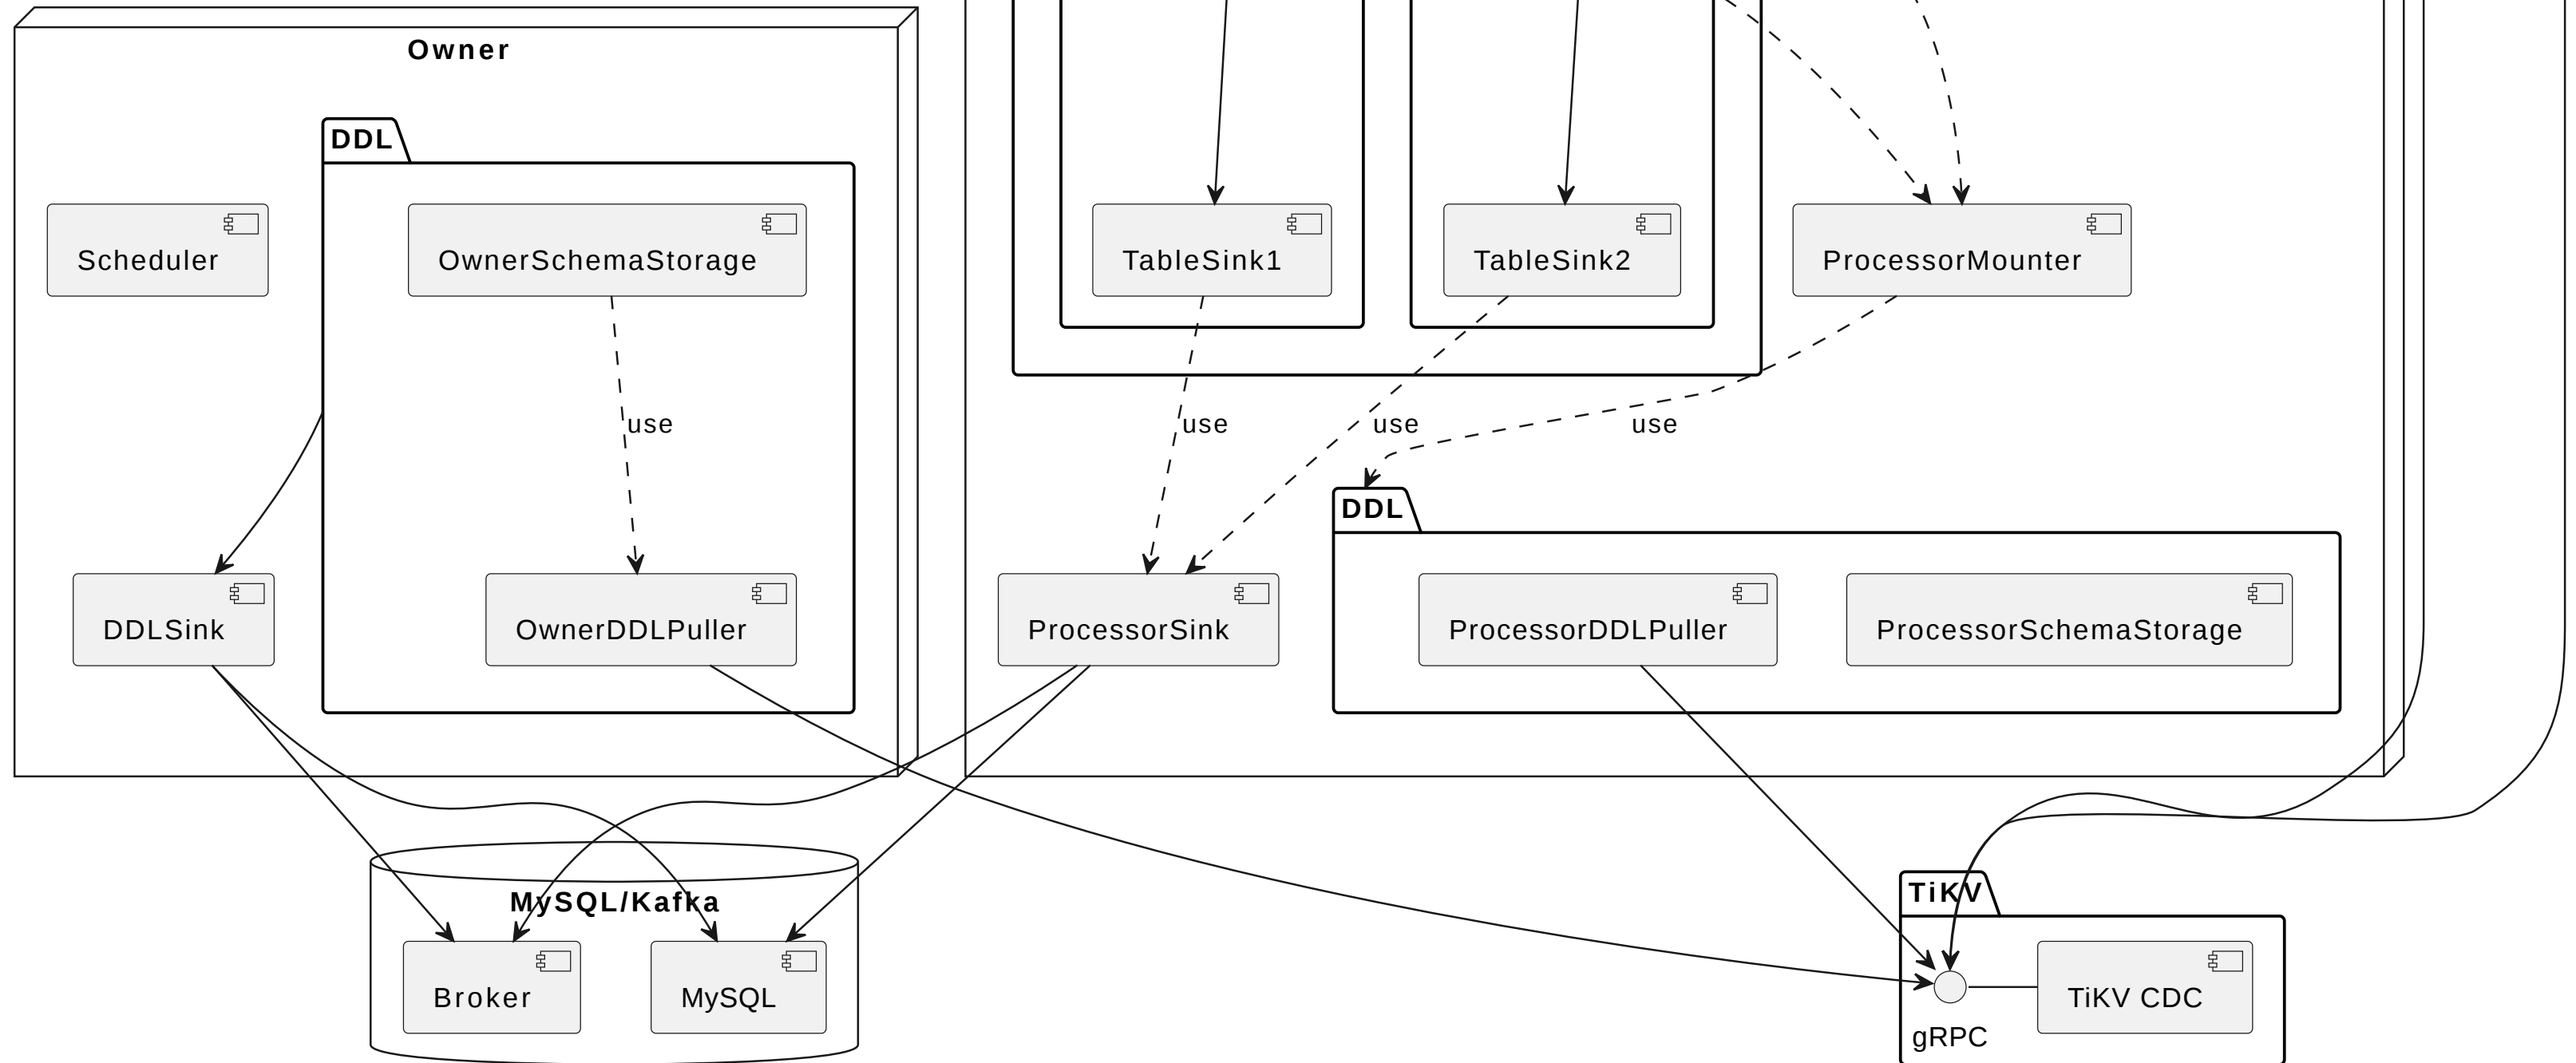 Owner
DDL
Scheduler
OwnerSchemaStorage
TableSink1
TableSink2
ProcessorMounter
use
use
use
use
DDL
DDLSink
OwnerDDLPuller
ProcessorSink
ProcessorDDLPuller
ProcessorSchemaStorage
MySQL/Kafka
TiKV
Broker
MySQL
TiKV CDC
gRPC